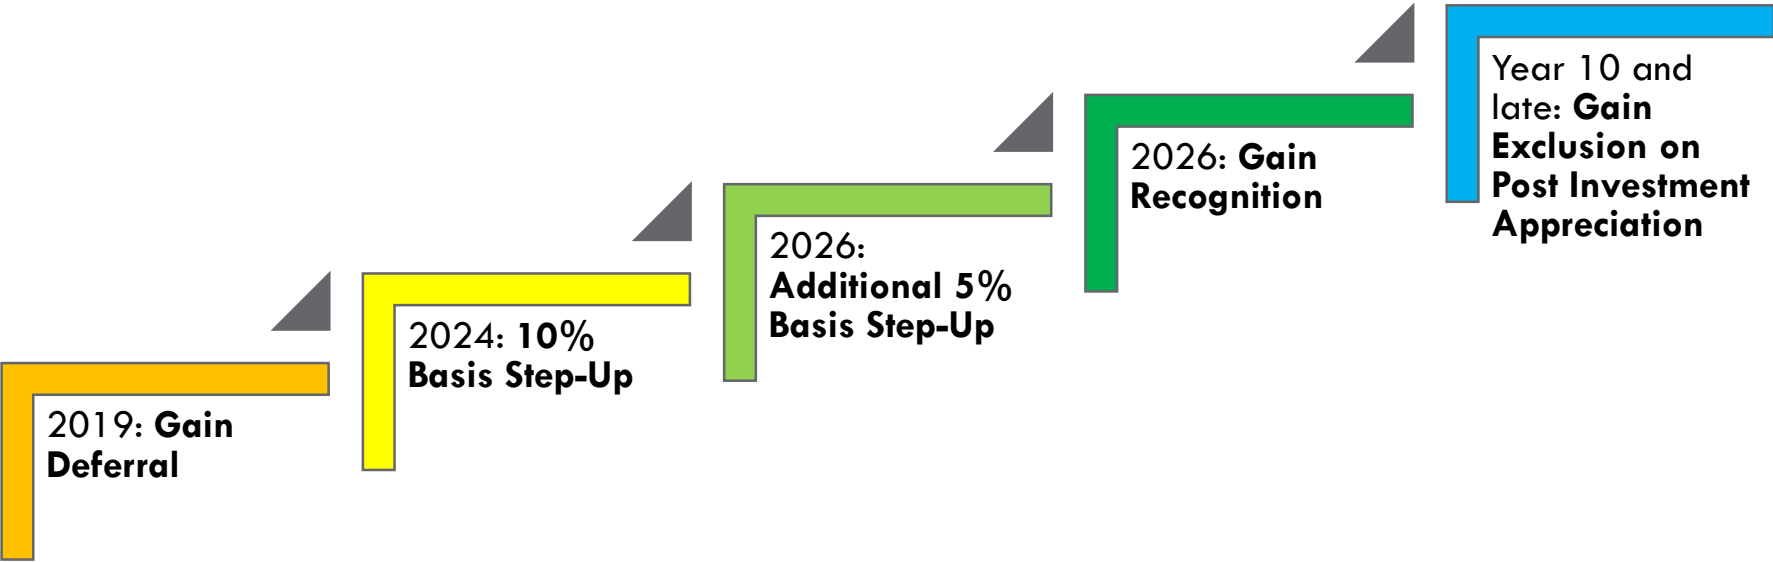 2019: Gain
Deferral
2024: 10%
Basis Step-Up
2026:
Additional 5%
Basis Step-Up
2026: Gain
Recognition
Year 10 and
late: Gain
Exclusion on
Post Investment
Appreciation